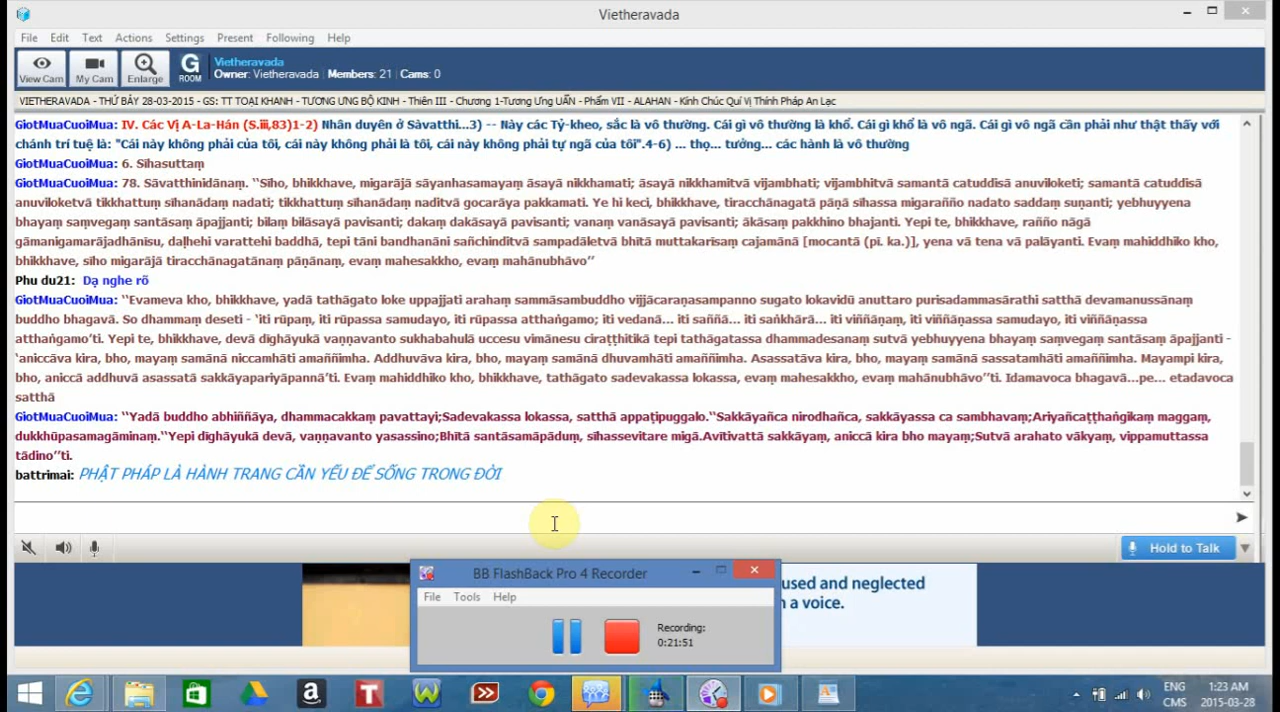 Vietheravada
File Edit Text Actions Settings Present Following Help
View Cam My Cam Enlarge G ROOM Vietheravada
Owner: Vietheravada Members: 21 Cams: 0
VIETHERAVADA - THỨ BẢY 28-03-2015 - GS: TT TOẠI KHANH - TƯƠNG ƯNG BỘ KINH - Thiên III - Chương 1-Tương Ưng UẨN - Phẩm VII - ALAHAN - Kính Chúc Quí Vị Thính Pháp An Lạc
GiotMuaCuoiMua: IV. Các Vị A-La-Hán (S.iii,83)1-2) Nhân duyên ở Sàvatthi...3) -- Này các Tỷ-kheo, sắc là vô thường. Cái gì vô thường là khổ. Cái gì khổ là vô ngã. Cái gì vô ngã cần phải như thật thấy với
chánh trí tuệ là: "Cái này không phải của tôi, cái này không phải là tôi, cái này không phải tự ngã của tôi".4-6) ... thọ... tưởng... các hành là vô thường
GiotMuaCuoiMua: 6. Sīhasuttaṃ
GiotMuaCuoiMua: 78. Sāvatthinidānaṃ. ‘‘Sīho, bhikkhave, migarājā sāyanhasamayaṃ āsayā nikkhamati; āsayā nikkhamitvā vijambhati; vijambhitvā samantā catuddisā anuviloketi; samantā catuddisā
anuviloketvā tikkhattuṃ sīhanādaṃ nadati; tikkhattuṃ sīhanādaṃ naditvā gocarāya pakkamati. Ye hi keci, bhikkhave, tiracchānagatā pāṇā sīhassa migarañño nadato saddaṃ suṇanti; yebhuyyena
bhayaṃ saṃvegaṃ santāsaṃ āpajjanti; bilaṃ bilāsayā pavisanti; dakaṃ dakāsayā pavisanti; vanaṃ vanāsayā pavisanti; ākāsaṃ pakkhino bhajanti. Yepi te, bhikkhave, rañño nāgā
gāmanigamarājadhānīsu, daḷhehi varattehi baddhā, tepi tāni bandhanāni sañchinditvā sampadāletvā bhītā muttakarīsaṃ cajamānā [mocantā (pī. ka.)], yena vā tena vā palāyanti. Evaṃ mahiddhiko kho,
bhikkhave, sīho migarājā tiracchānagatānaṃ pāṇānaṃ, evaṃ mahesakkho, evaṃ mahānubhāvo’’
Phu du21: Dạ nghe rõ
GiotMuaCuoiMua: ‘‘Evameva kho, bhikkhave, yadā tathāgato loke uppajjati arahaṃ sammāsambuddho vijjācaraṇasampanno sugato lokavidū anuttaro purisadammasārathi satthā devamanussānaṃ
buddho bhagavā. So dhammaṃ deseti - ‘iti rūpaṃ, iti rūpassa samudayo, iti rūpassa atthaṅgamo; iti vedanā... iti saññā... iti saṅkhārā... iti viññāṇaṃ, iti viññāṇassa samudayo, iti viññāṇassa
atthaṅgamo’ti. Yepi te, bhikkhave, devā dīghāyukā vaṇṇavanto sukhabahulā uccesu vimānesu ciraṭṭhitikā tepi tathāgatassa dhammadesanaṃ sutvā yebhuyyena bhayaṃ saṃvegaṃ santāsaṃ āpajjanti -
‘aniccāva kira, bho, mayaṃ samānā niccamhāti amaññimha. Addhuvāva kira, bho, mayaṃ samānā dhuvamhāti amaññimha. Asassatāva kira, bho, mayaṃ samānā sassatamhāti amaññimha. Mayampi kira,
bho, aniccā addhuvā asassatā sakkāyapariyāpannā’ti. Evaṃ mahiddhiko kho, bhikkhave, tathāgato sadevakassa lokassa, evaṃ mahesakkho, evaṃ mahānubhāvo’’ti. Idamavoca bhagavā...pe... etadavoca
satthā
GiotMuaCuoiMua: ‘‘Yadā buddho abhiññāya, dhammacakkaṃ pavattayi;Sadevakassa lokassa, satthā appaṭipuggalo.‘‘Sakkāyañca nirodhañca, sakkāyassa ca sambhavaṃ;Ariyañcaṭṭhaṅgikaṃ maggaṃ,
dukkhūpasamagāminaṃ.‘‘Yepi dīghāyukā devā, vaṇṇavanto yasassino;Bhītā santāsamāpāduṃ, sīhassevitare migā.Avītivattā sakkāyaṃ, aniccā kira bho mayaṃ;Sutvā arahato vākyaṃ, vippamuttassa
tādino’’ti.
battrimai: PHẬT PHÁP LÀ HÀNH TRANG CẦN YẾU ĐỂ SỐNG TRONG ĐỜI
Hold to Talk
BB FlashBack Pro 4 Recorder
File Tools Help
Recording:
0:21:51
used and neglected
a voice.
ENG 1:23 AM
CMS 2015-03-28